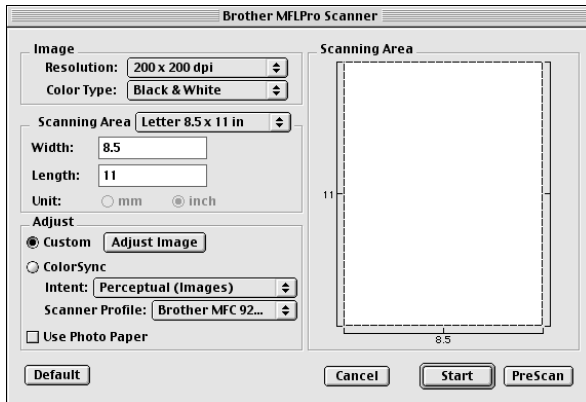 Brother MFLPro Scanner
Image
Resolution: 200 x 200 dpi
Color Type: Black & White
Scanning Area Letter 8.5 x 11 in
Width: 8.5
Length: 11
Unit: mm inch
Adjust
Custom Adjust Image
ColorSync
Intent: Perceptual (Images)
Scanner Profile: Brother MFC 92...
Use Photo Paper
Scanning Area
11
8.5
Default Cancel Start PreScan